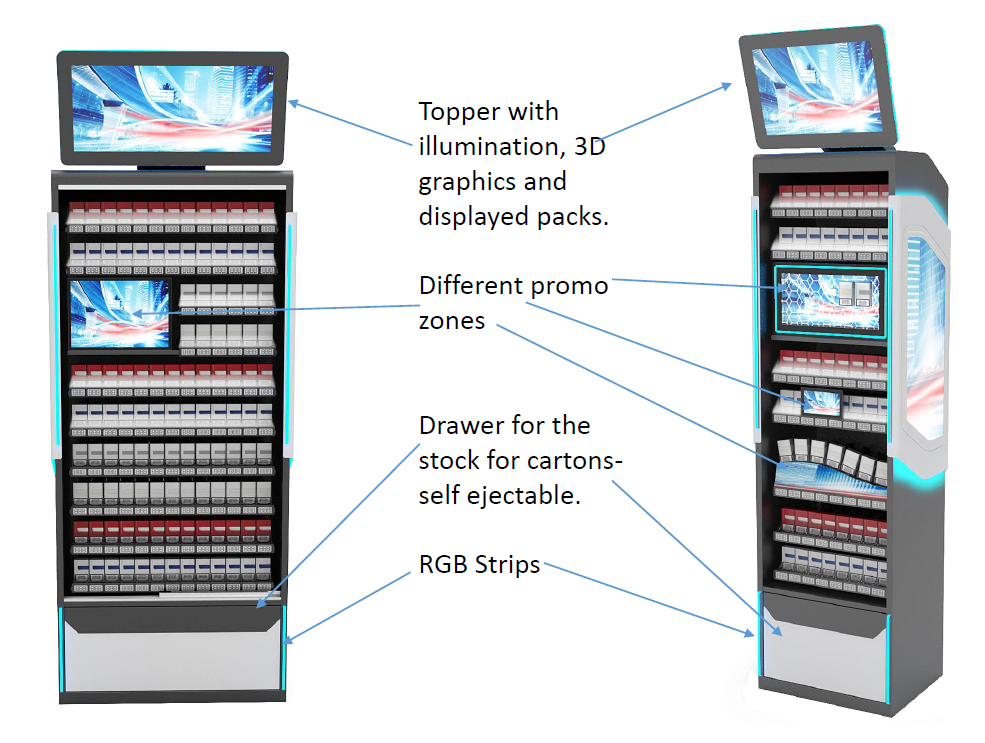 Topper with
illumination, 3D
graphics and
displayed packs.
Different promo
zones
Drawer for the
stock for cartons-
self ejectable.
RGB Strips